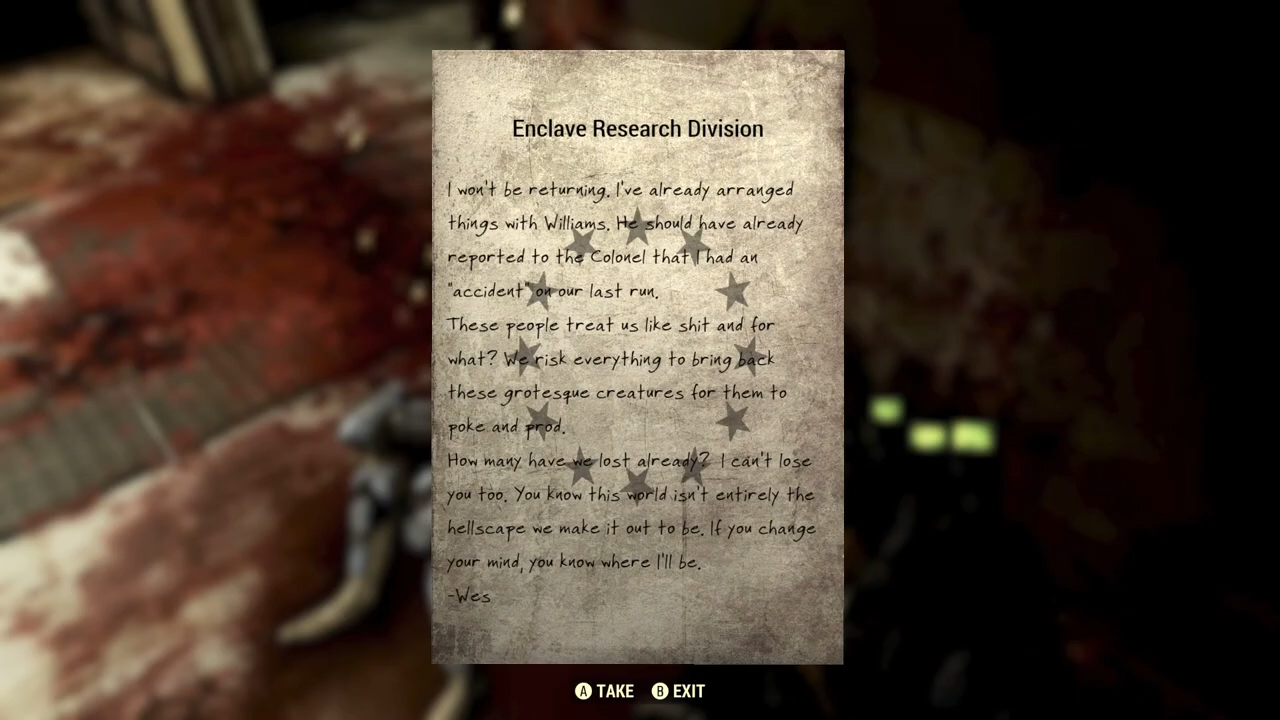 Enclave Research Division
I won't be returning. I've already arranged
things with Williams. He should have already
reported to the Colonel that I had an
"accident" on our last run.
These people treat us like shit and for
what? We risk everything to bring back
these grotesque creatures for them to
poke and prod.
How many have we lost already? I can't lose
you too. You know this world isn't entirely the
hellscape we make it out to be. If you change
your mind, you know where I'll be.
-Wes
A TAKE B EXIT